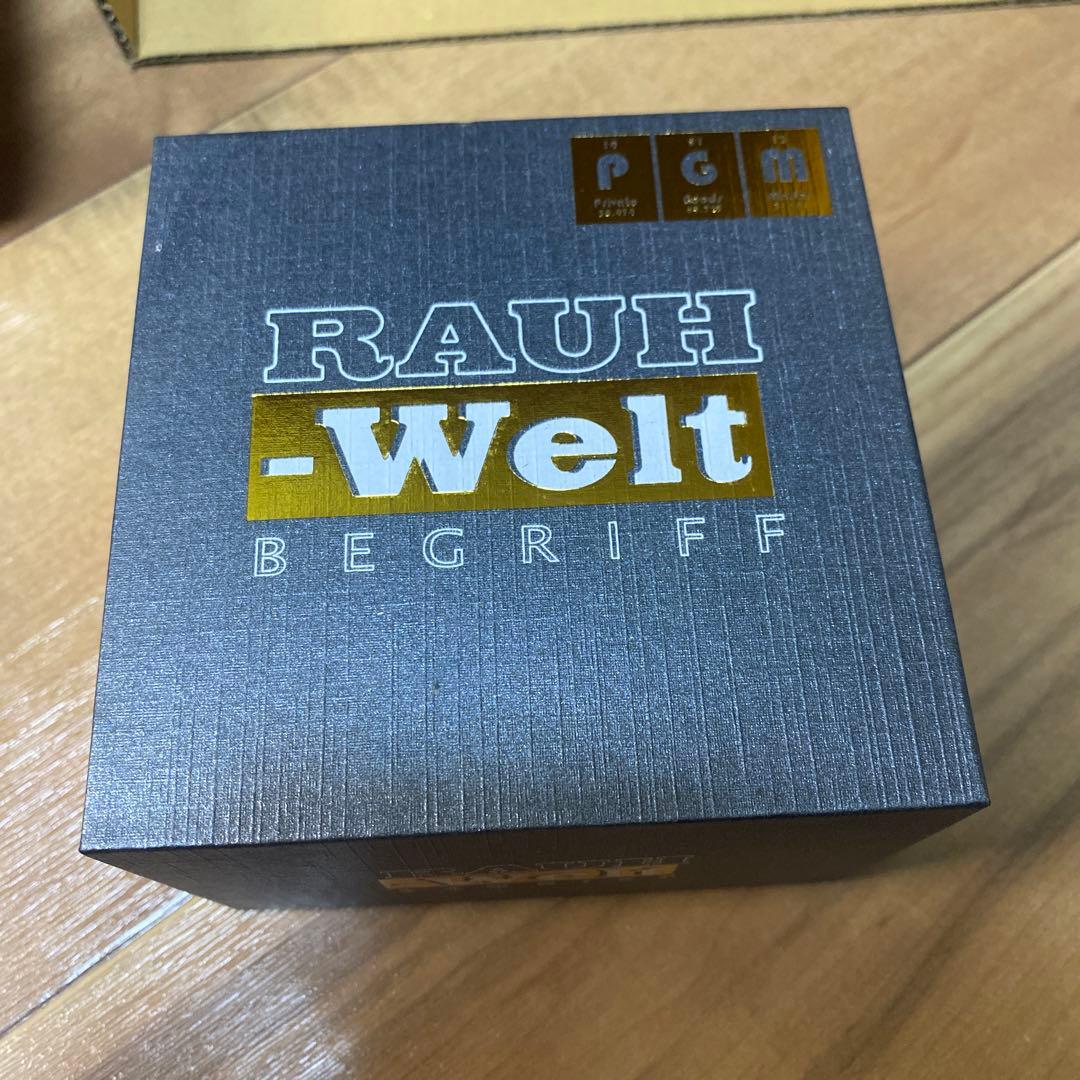 P G m
Private Goods
RAUH
-Welt
BEGRIFF